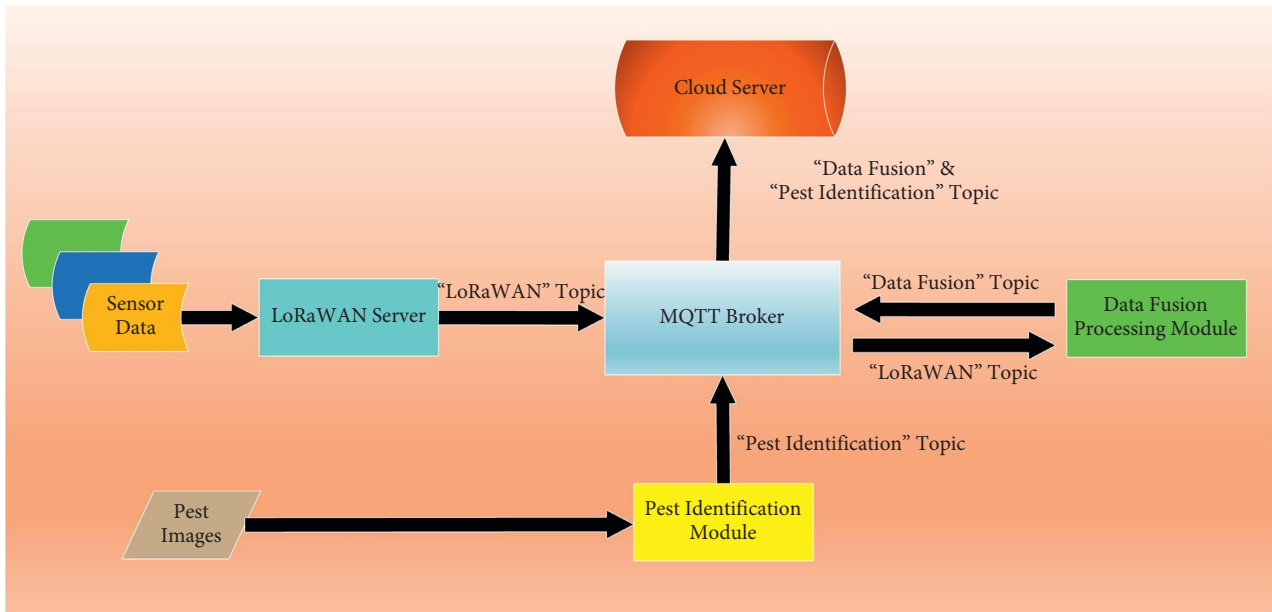 Cloud Server
“Data Fusion” &
“Pest Identification” Topic
Sensor
Data
LoRaWAN Server
“LoRaWAN” Topic
MQTT Broker
“Data Fusion” Topic
“LoRaWAN” Topic
Data Fusion
Processing Module
“Pest Identification” Topic
Pest
Images
Pest Identification
Module